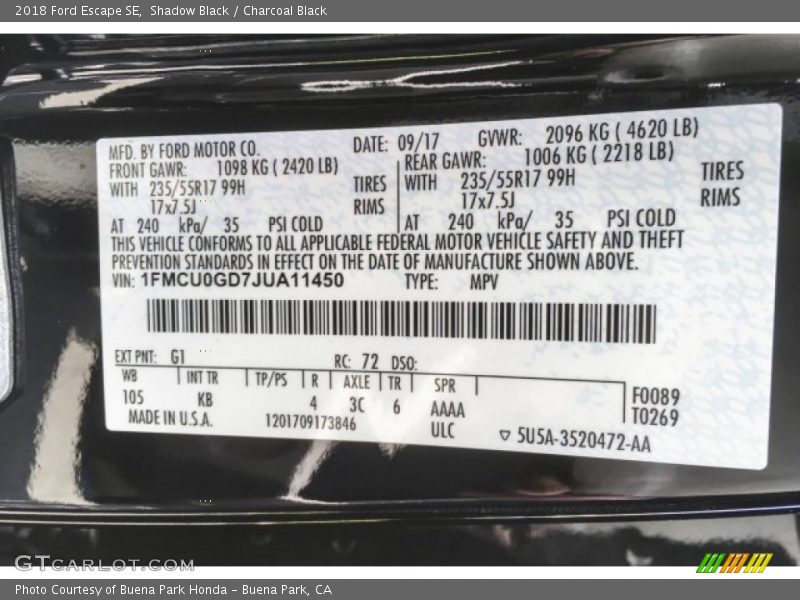 2018 Ford Escape SE,  Shadow Black / Charcoal Black
MFD. BY FORD MOTOR CO. DATE: 09/17 GVWR: 2096 KG ( 4620 LB)
FRONT GAWR: 1098 KG ( 2420 LB) REAR GAWR: 1006 KG ( 2218 LB)
WITH 235/55R17 99H TIRES WITH 235/55R17 99H TIRES
17x7.5J RIMS 17x7.5J RIMS
AT 240 kPa/ 35 PSI COLD AT 240 kPa/ 35 PSI COLD
THIS VEHICLE CONFORMS TO ALL APPLICABLE FEDERAL MOTOR VEHICLE SAFETY AND THEFT
PREVENTION STANDARDS IN EFFECT ON THE DATE OF MANUFACTURE SHOWN ABOVE.
VIN: 1FMCU0GD7JUA11450 TYPE: MPV
EXT PNT: G1 RC: 72 DSO:
WB INT TR TP/PS R AXLE TR SPR
105 KB 4 3C 6 AAAA F0089
MADE IN U.S.A. 1201709173846 ULC T0269
5U5A-3520472-AA
GTCARLOT.COM
Photo Courtesy of Buena Park Honda – Buena Park, CA